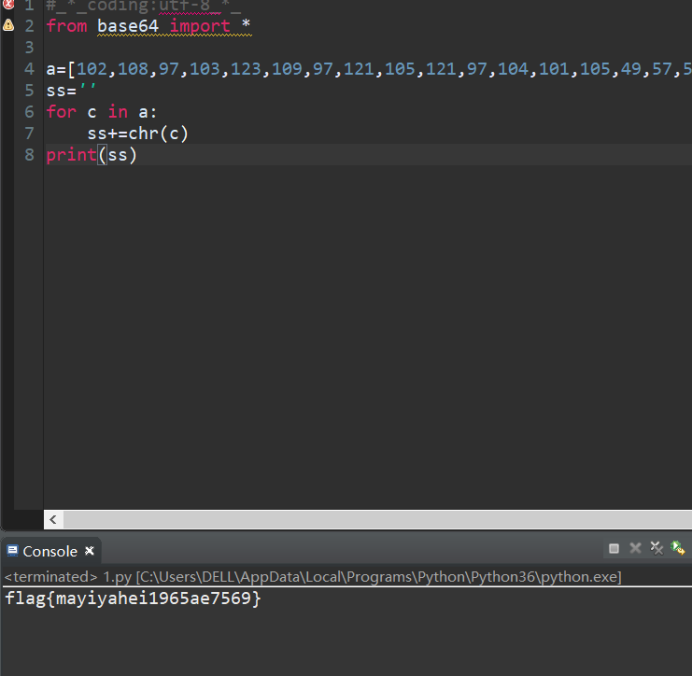 1 #_*_coding:utf-8_*_
2 from base64 import *
3
4 a=[102,108,97,103,123,109,97,121,105,121,97,104,101,105,49,57,5
5 ss=''
6 for c in a:
7 ss+=chr(c)
8 print(ss)
Console
<terminated> 1.py [C:\Users\DELL\AppData\Local\Programs\Python\Python36\python.exe]
flag{mayiyahei1965ae7569}